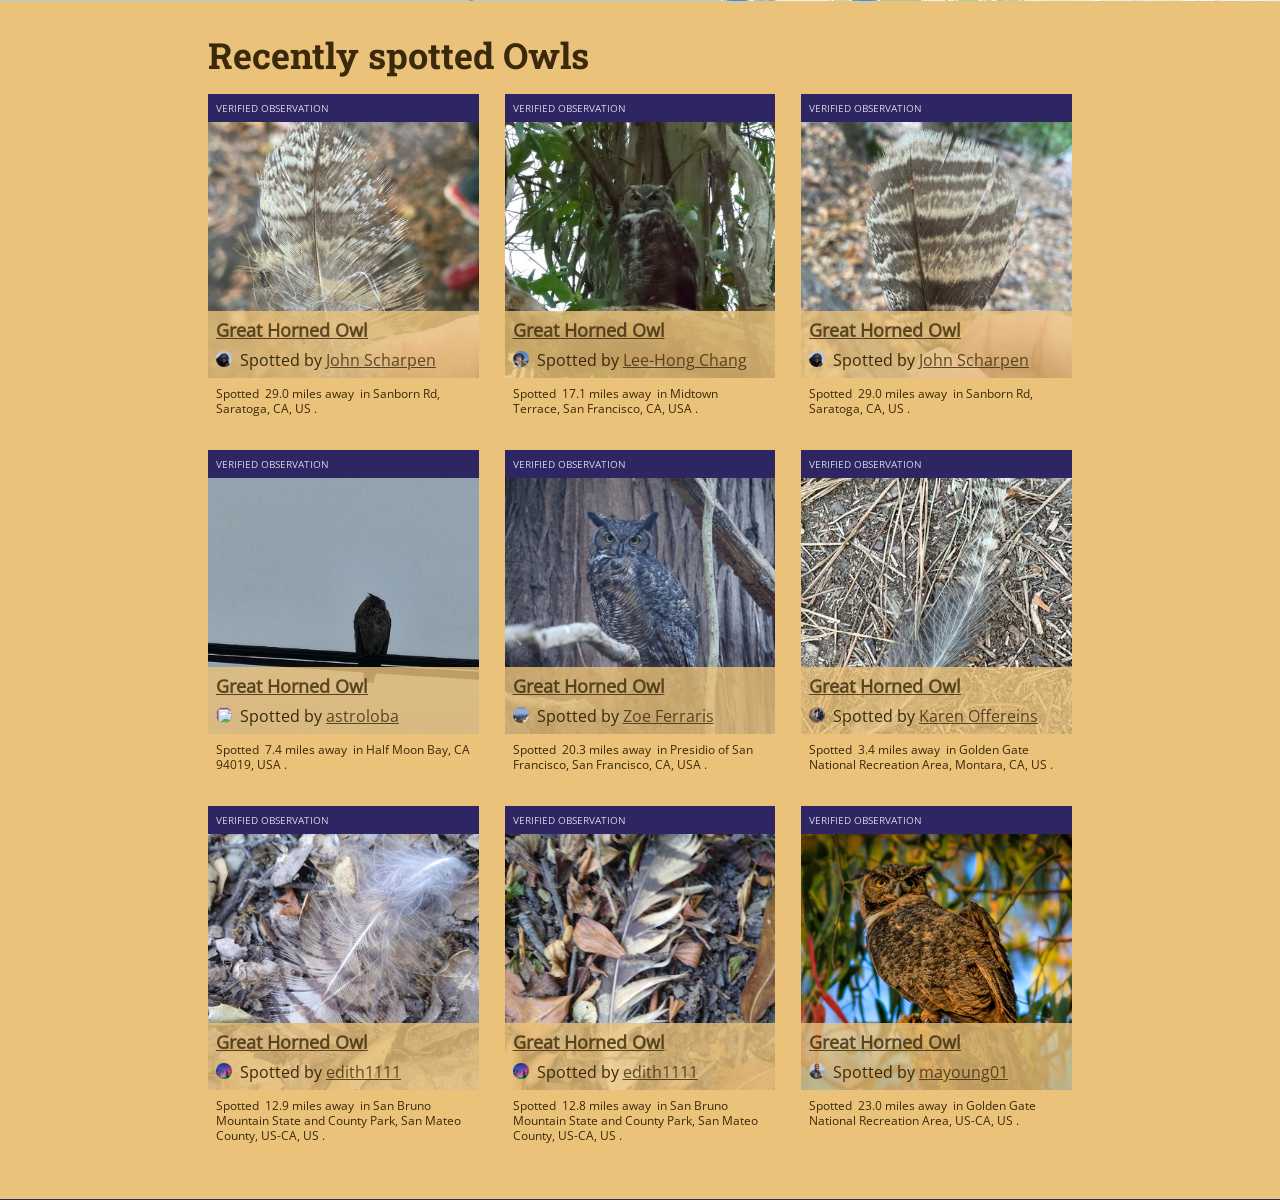 Recently spotted Owls
VERIFIED OBSERVATION
Great Horned Owl
Spotted by John Scharpen
Spotted 29.0 miles away in Sanborn Rd,
Saratoga, CA, US .
VERIFIED OBSERVATION
Great Horned Owl
Spotted by Lee-Hong Chang
Spotted 17.1 miles away in Midtown
Terrace, San Francisco, CA, USA .
VERIFIED OBSERVATION
Great Horned Owl
Spotted by John Scharpen
Spotted 29.0 miles away in Sanborn Rd,
Saratoga, CA, US .
VERIFIED OBSERVATION
Great Horned Owl
Spotted by astroloba
Spotted 7.4 miles away in Half Moon Bay, CA
94019, USA .
VERIFIED OBSERVATION
Great Horned Owl
Spotted by Zoe Ferraris
Spotted 20.3 miles away in Presidio of San
Francisco, San Francisco, CA, USA .
VERIFIED OBSERVATION
Great Horned Owl
Spotted by Karen Offereins
Spotted 3.4 miles away in Golden Gate
National Recreation Area, Montara, CA, US .
VERIFIED OBSERVATION
Great Horned Owl
Spotted by edith1111
Spotted 12.9 miles away in San Bruno
Mountain State and County Park, San Mateo
County, US-CA, US .
VERIFIED OBSERVATION
Great Horned Owl
Spotted by edith1111
Spotted 12.8 miles away in San Bruno
Mountain State and County Park, San Mateo
County, US-CA, US .
VERIFIED OBSERVATION
Great Horned Owl
Spotted by mayoung01
Spotted 23.0 miles away in Golden Gate
National Recreation Area, US-CA, US .